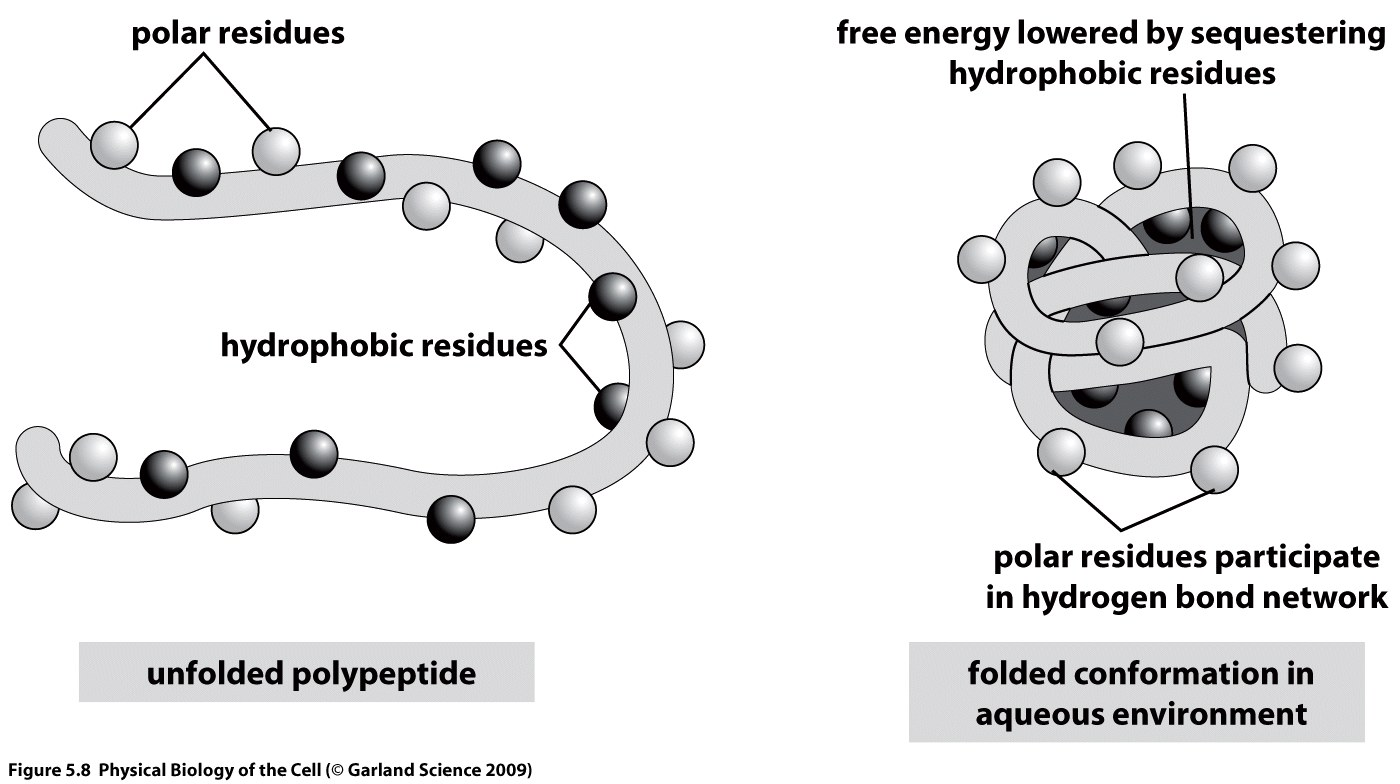 polar residues
hydrophobic residues
unfolded polypeptide
free energy lowered by sequestering
hydrophobic residues
polar residues participate
in hydrogen bond network
folded conformation in
aqueous environment
Figure 5.8 Physical Biology of the Cell (© Garland Science 2009)